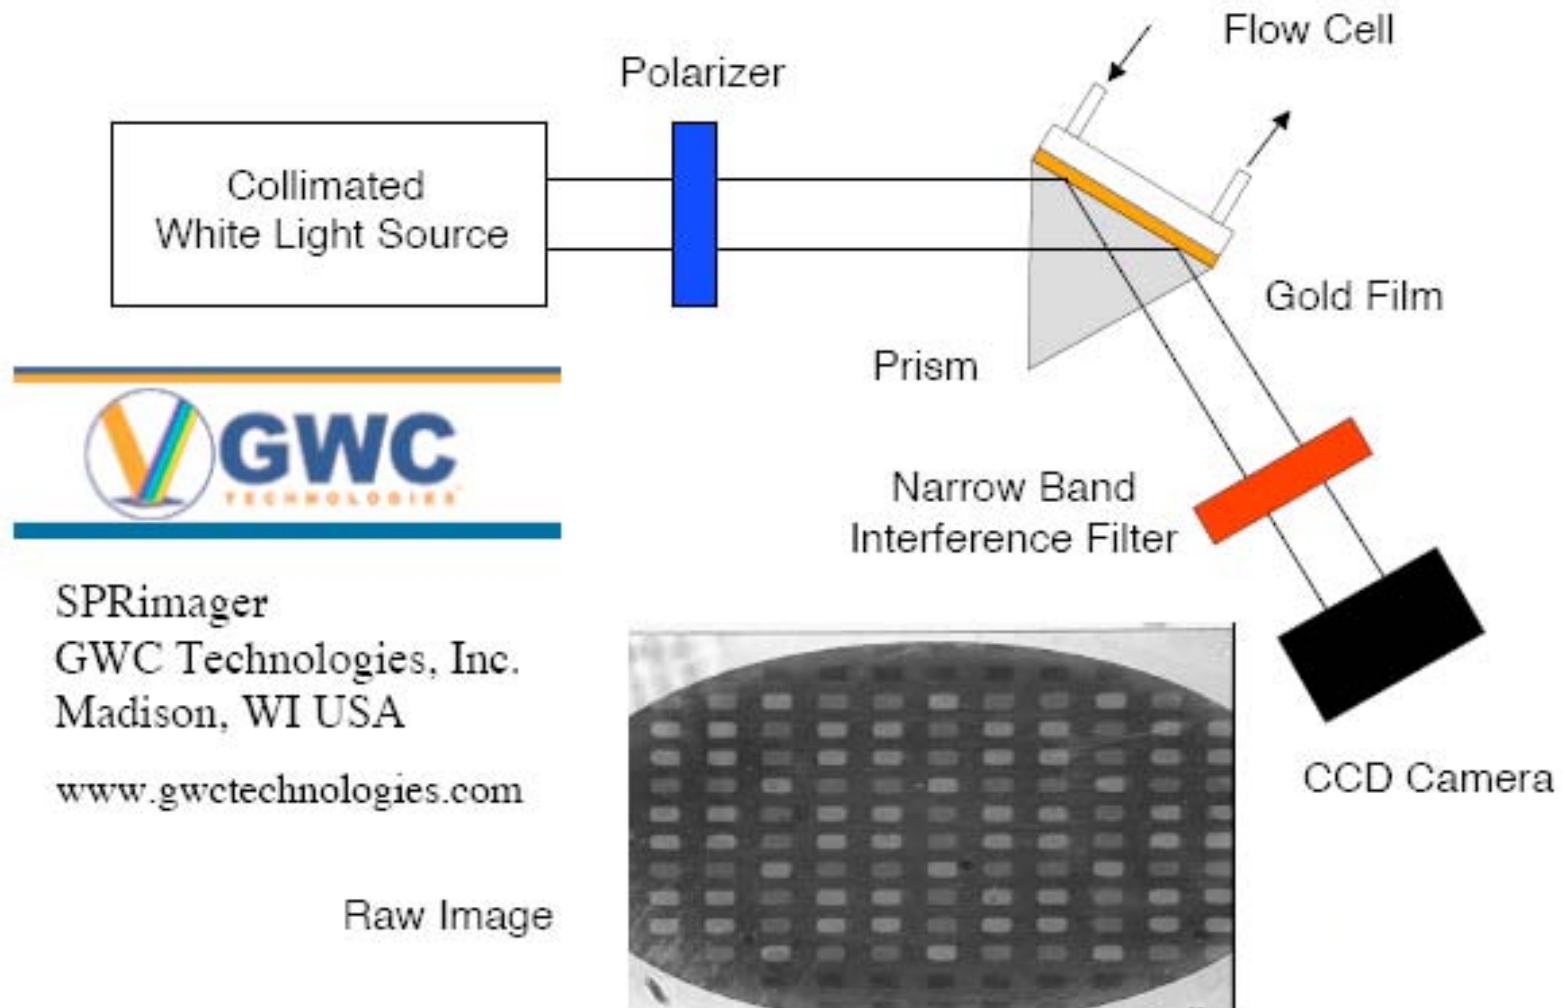 Flow Cell
Polarizer
Collimated
White Light Source
Gold Film
Prism
GWC
TECHNOLOGIES
Narrow Band
Interference Filter
SPRimager
GWC Technologies, Inc.
Madison, WI USA
www.gwctechnologies.com
CCD Camera
Raw Image